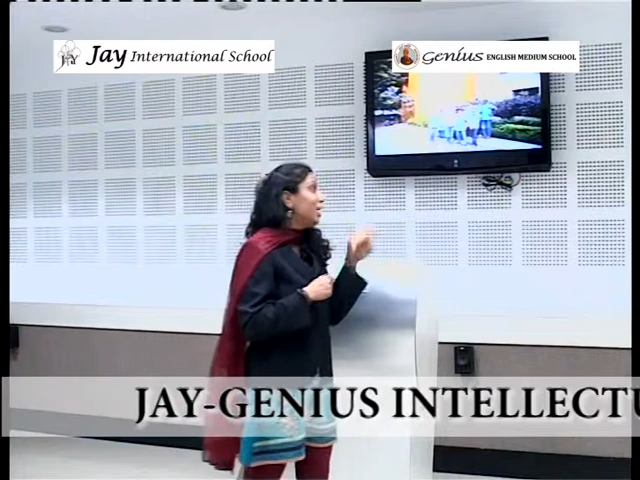 Jay International School
Genius ENGLISH MEDIUM SCHOOL
JAY-GENIUS INTELLECTU